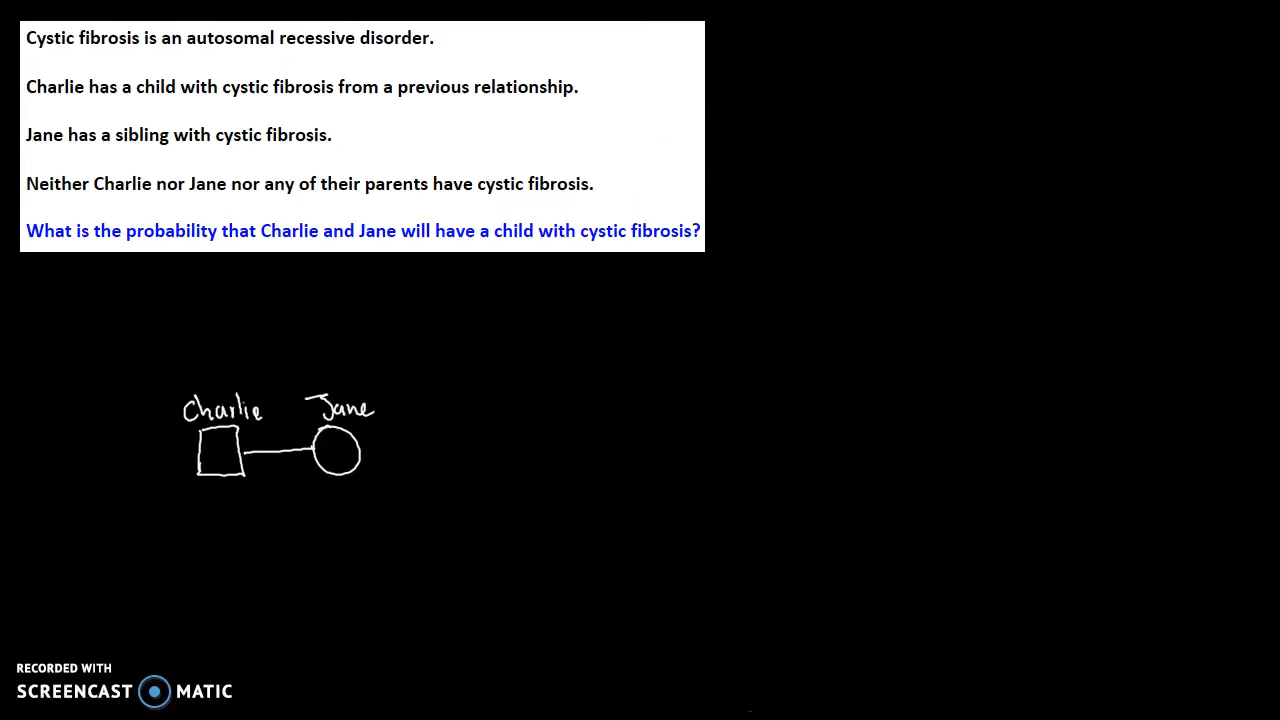 Cystic fibrosis is an autosomal recessive disorder.
Charlie has a child with cystic fibrosis from a previous relationship.
Jane has a sibling with cystic fibrosis.
Neither Charlie nor Jane nor any of their parents have cystic fibrosis.
What is the probability that Charlie and Jane will have a child with cystic fibrosis?
Charlie Jane
RECORDED WITH
SCREENCAST MATIC